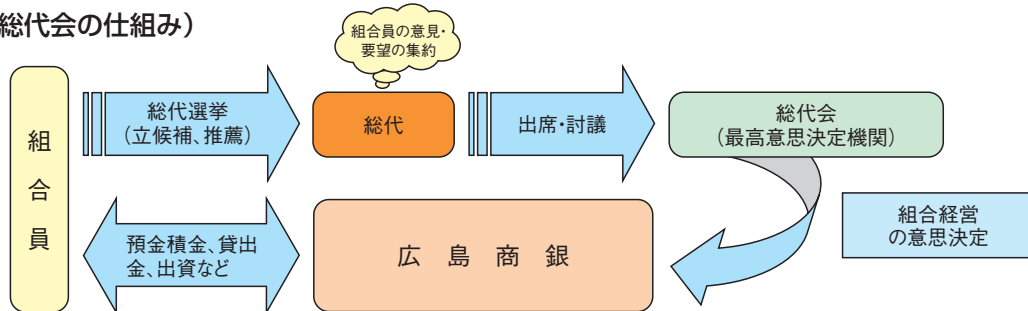 総代会の仕組み）
組合員の意見・
要望の集約
組合員
総代選挙
（立候補、推薦）
総代
出席・討議
総代会
（最高意思決定機関）
預金積金、貸出
金、出資など
広島商銀
組合経営
の意思決定